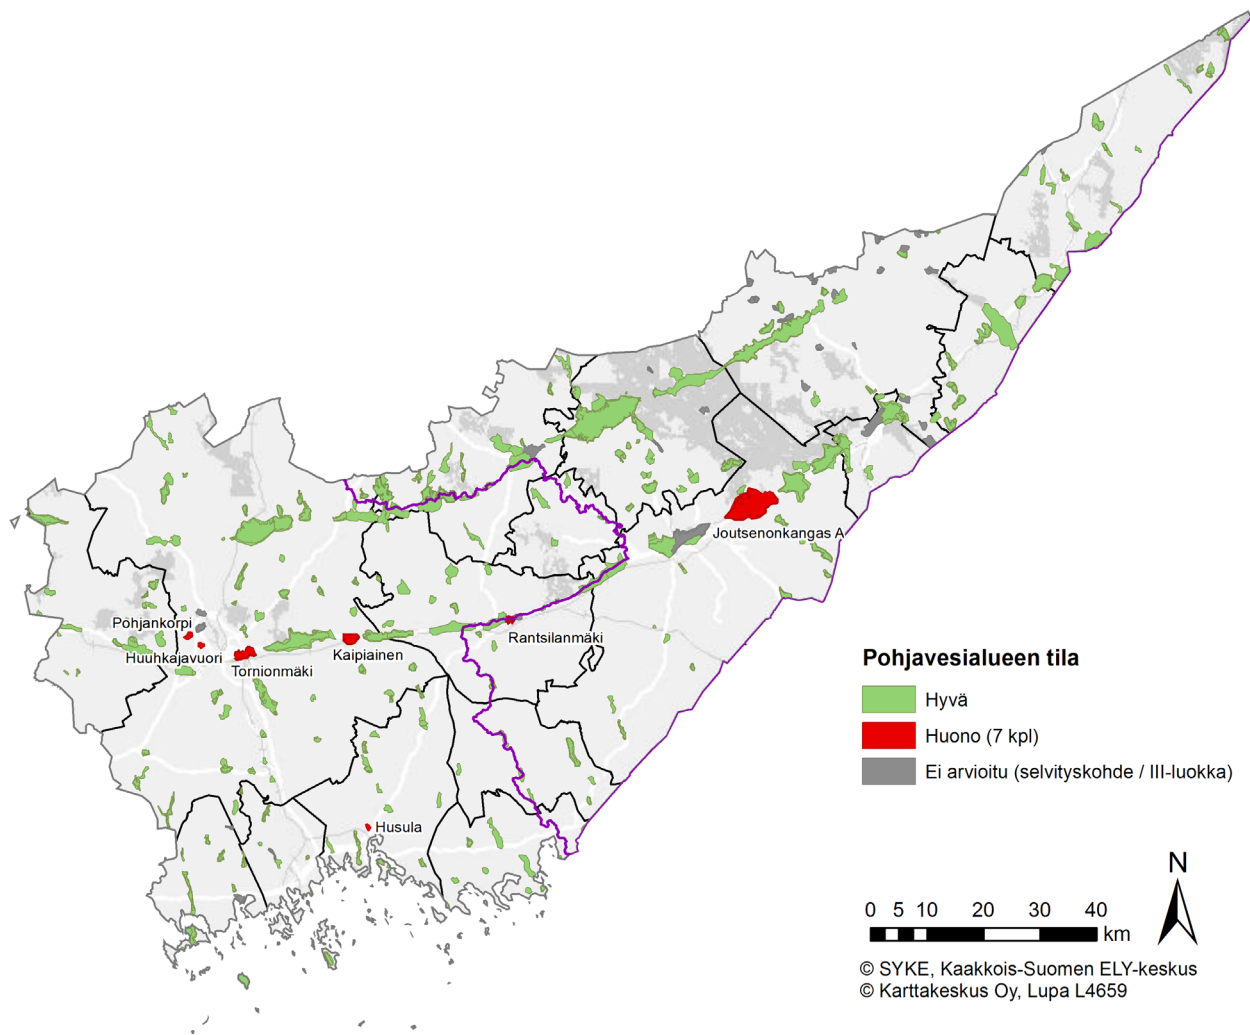 Joutsenonkangas A
Pohjankorpi
Huuhkajavuori
Tornionmäki
Kaipiainen
Rantsilanmäki
Husula
Pohjavesialueen tila
Hyvä
Huono (7 kpl)
Ei arvioitu (selvityskohde / III-luokka)
N
0 5 10 20 30 40
km
© SYKE, Kaakkois-Suomen ELY-keskus
© Karttakeskus Oy, Lupa L4659